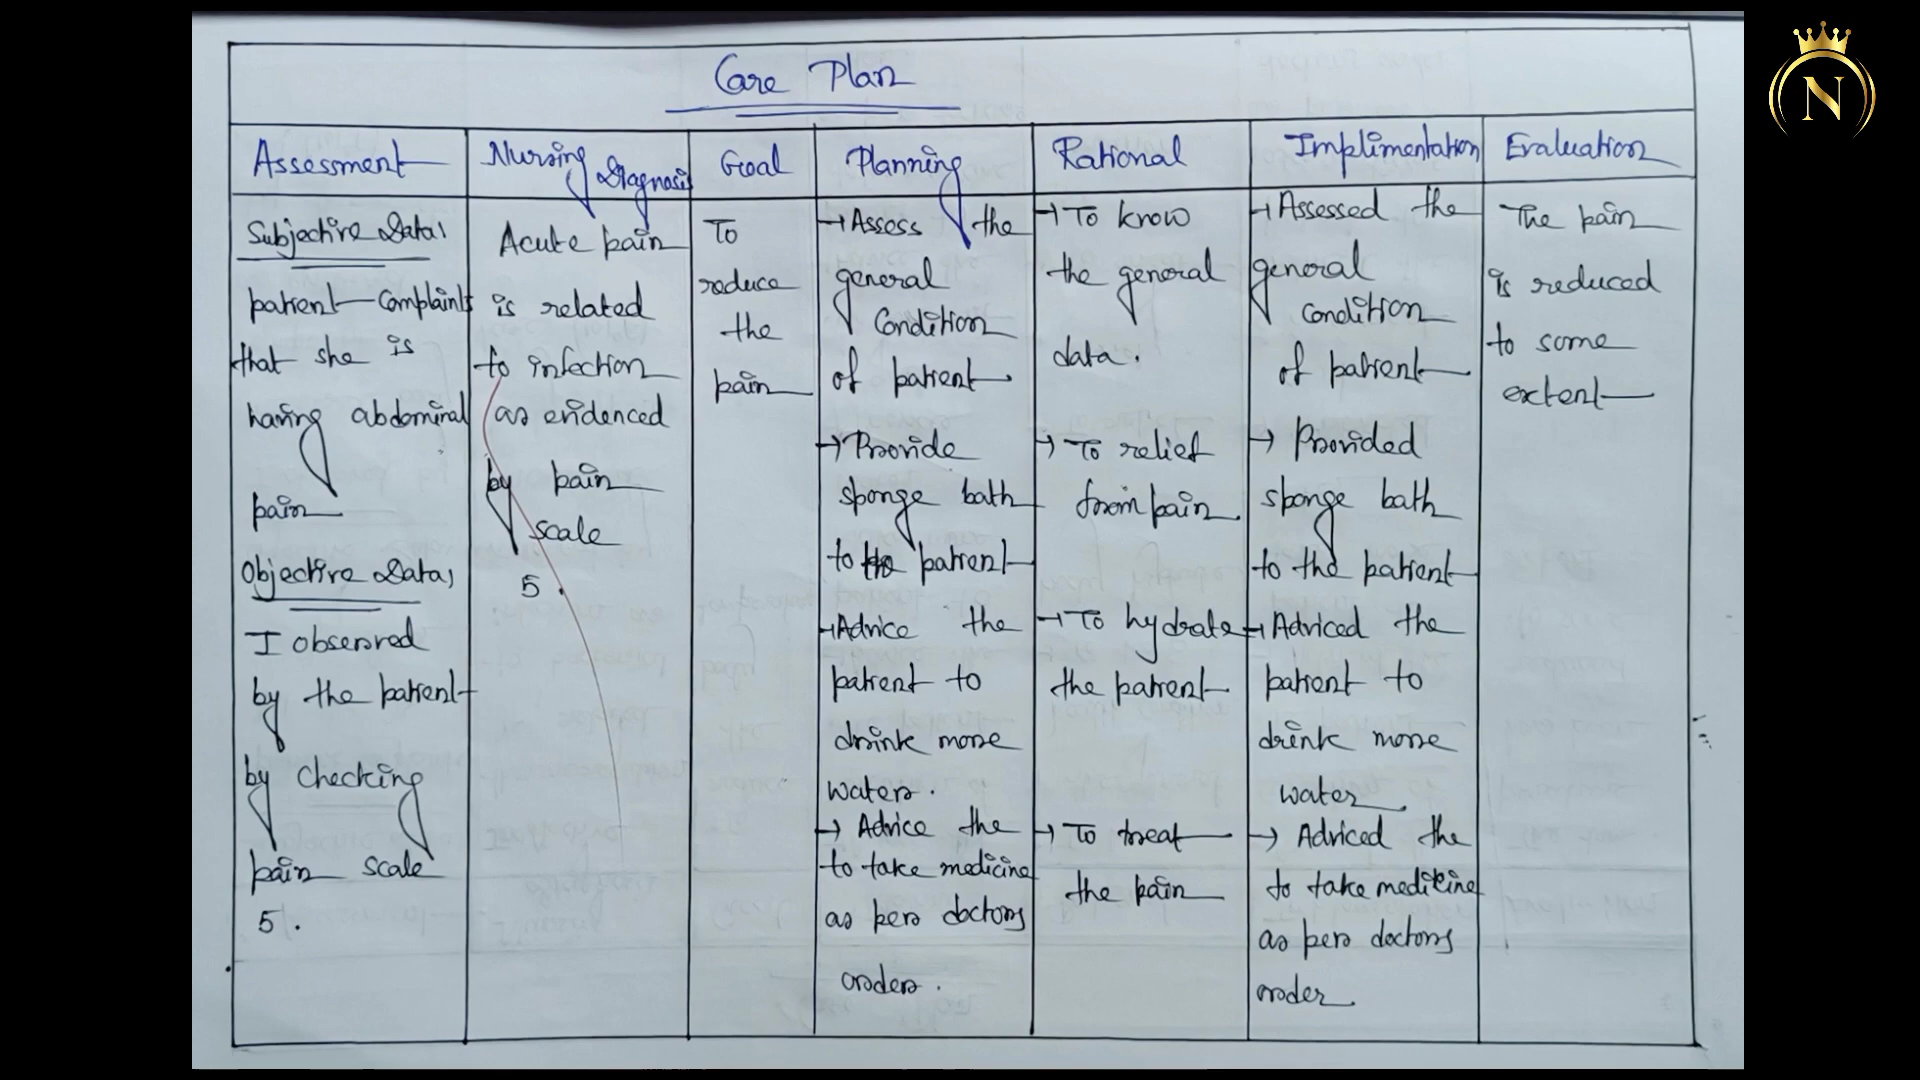 Care Plan
Assessment
Nursing Diagnosis
Goal
Planning
Rational
Implimentation
Evaluation
Subjective Data:
patient complaints
that she is
having abdominal
pain
Objective Data,
I observed
by the patient
by checking
pain scale
5.
Acute pain
is related
to infection
as evidenced
by pain
scale
5.
To
reduce
the
pain
→ Assess the
general
condition
of patient.
→ Provide
sponge bath
to the patient
→ Advice the
patient to
drink more
water.
→ Advice the
to take medicine
as per doctors
order.
→ To know
the general
data.
→ To relief
from pain.
→ To hydrate
the patient
→ To treat
the pain
→ Assessed the
general
condition
of patient
→ Provided
sponge bath
to the patient
→ Adviced the
patient to
drink more
water.
→ Adviced the
to take medicine
as per doctors
order.
The pain
is reduced
to some
extent
N